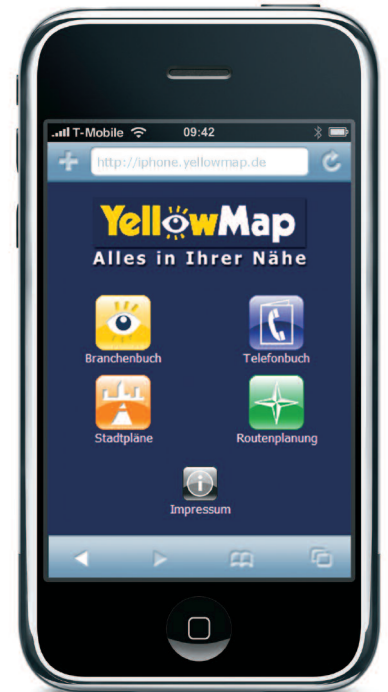 T-Mobile 09:42
http://iphone.yellowmap.de
YellowMap
Alles in Ihrer Nähe
Branchenbuch Telefonbuch
Stadtpläne Routenplanung
Impressum